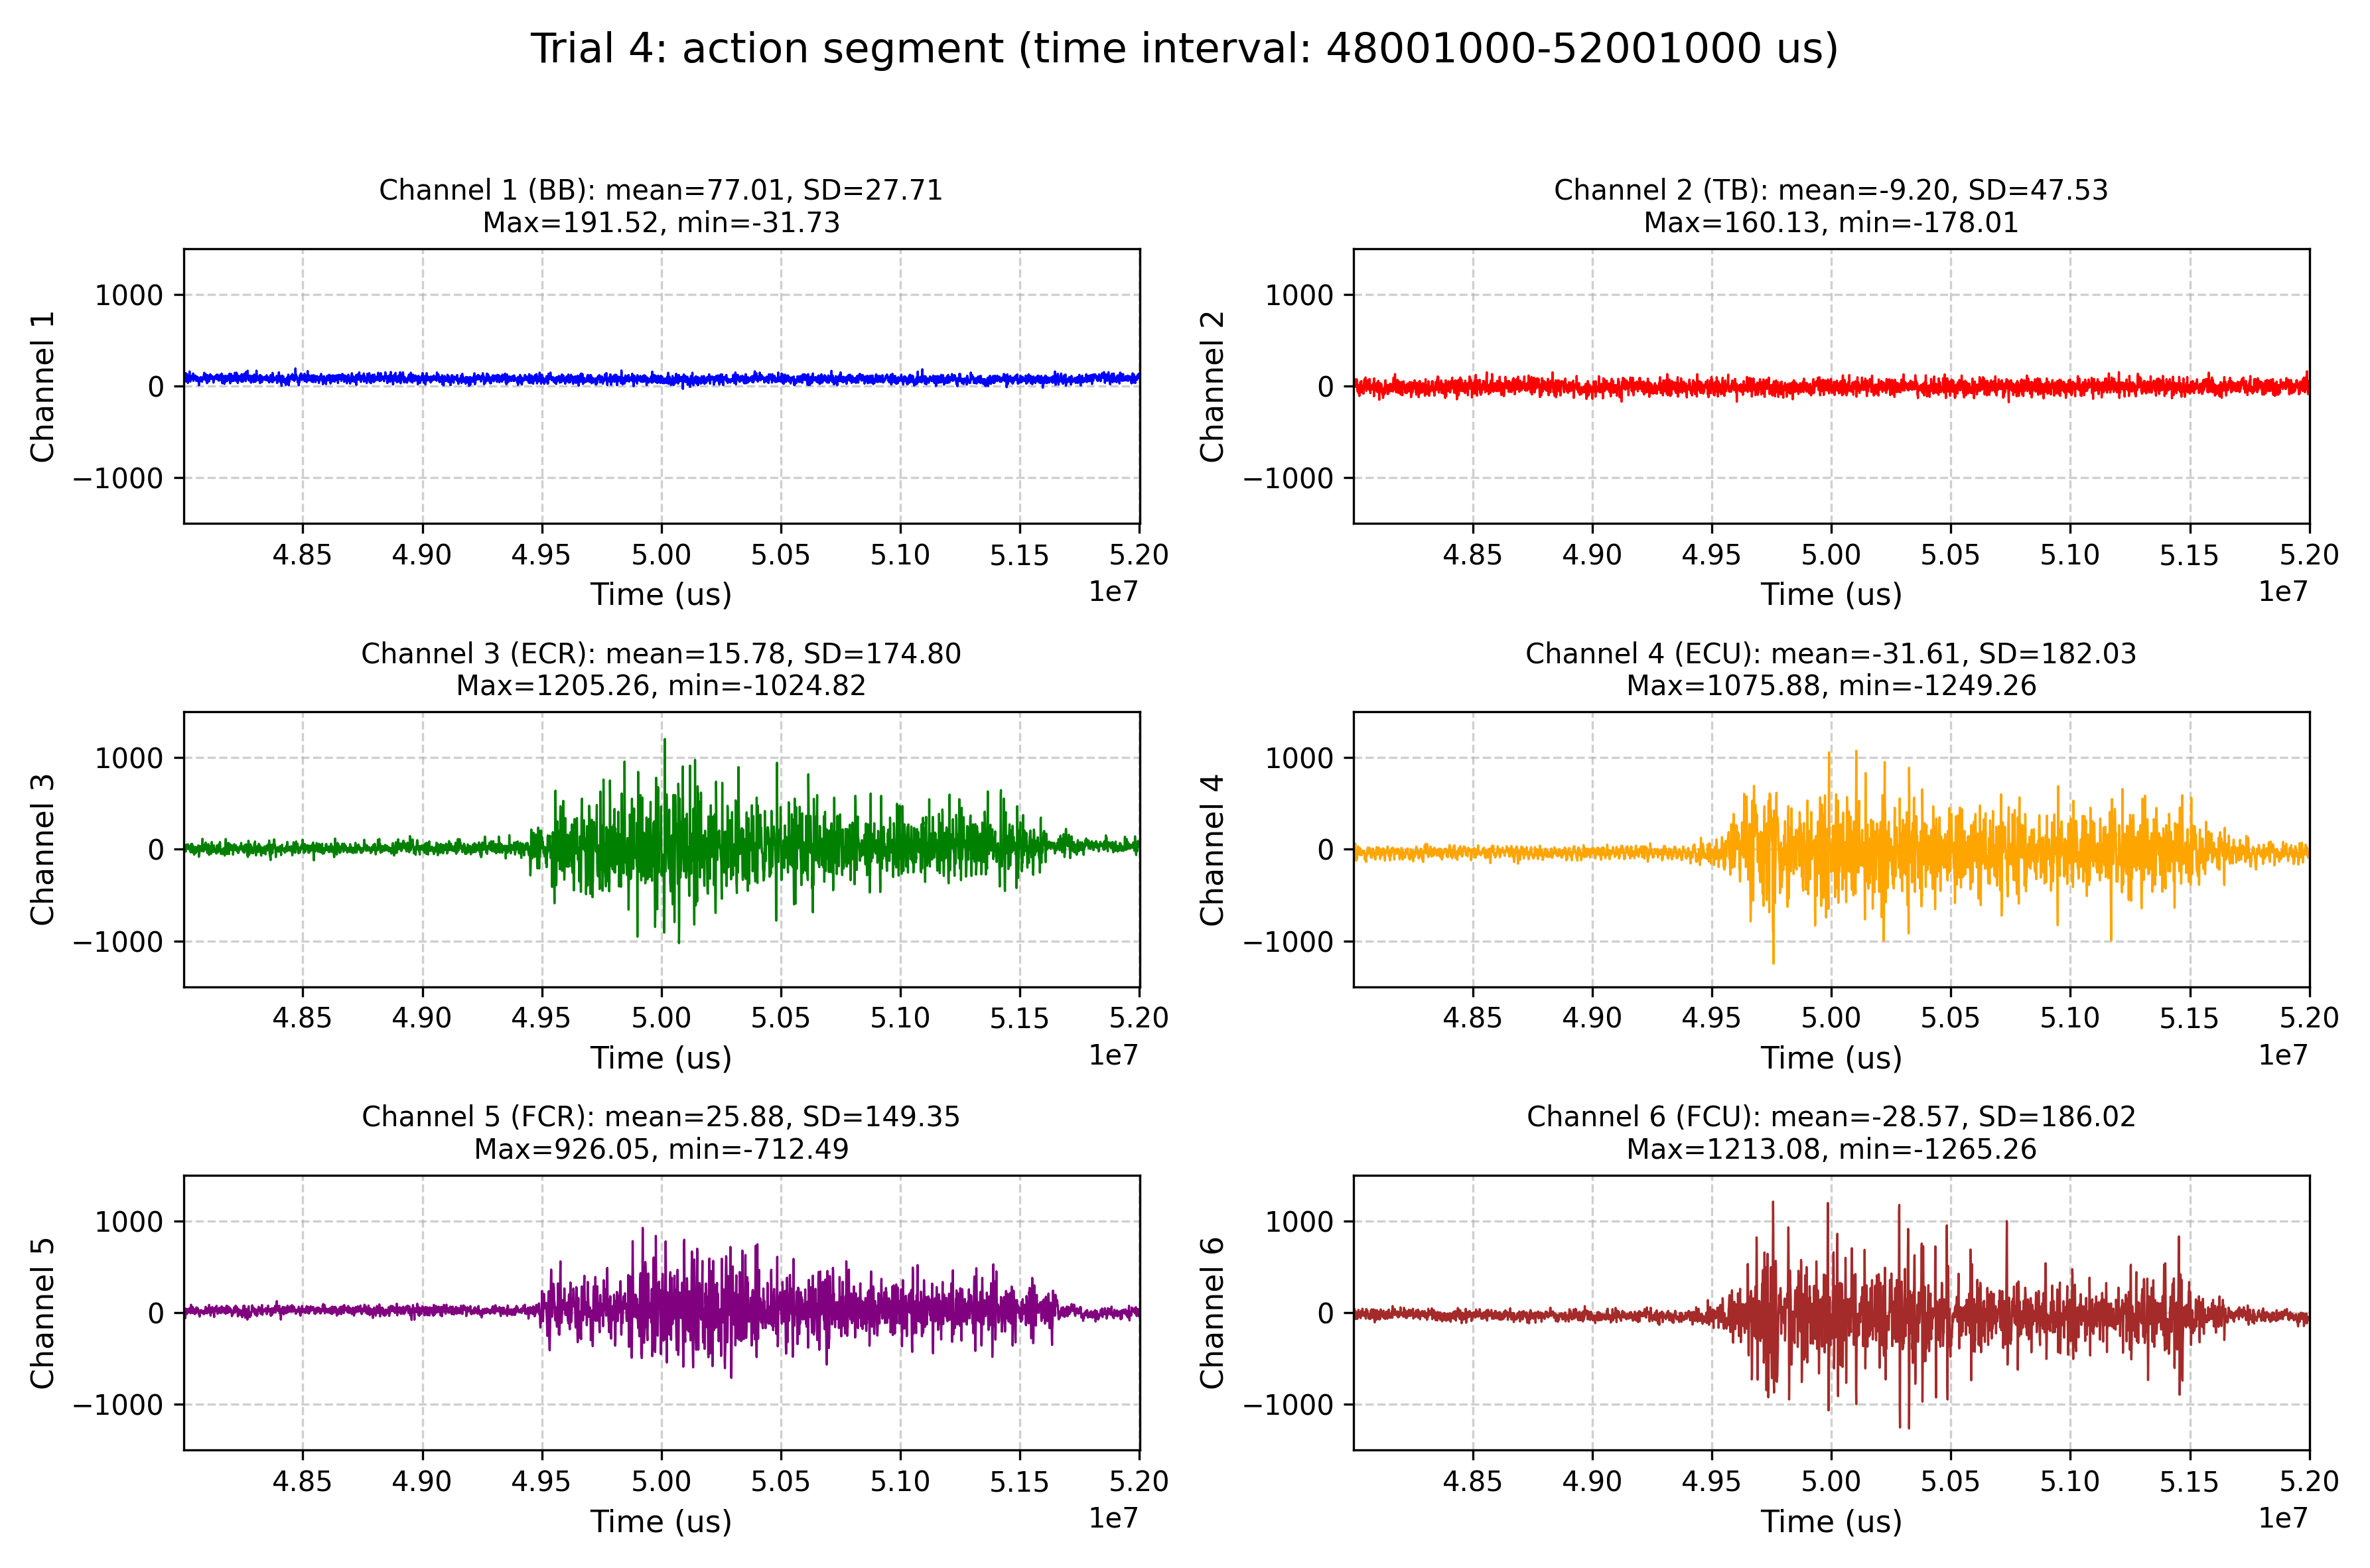 Trial 4: action segment (time interval: 48001000-52001000 us)
Channel 1 (BB): mean=77.01, SD=27.71
Max=191.52, min=-31.73
1000
0
−1000
Channel 1
4.85 4.90 4.95 5.00 5.05 5.10 5.15 5.20
Time (us)
1e7
Channel 2 (TB): mean=-9.20, SD=47.53
Max=160.13, min=-178.01
1000
0
−1000
Channel 2
4.85 4.90 4.95 5.00 5.05 5.10 5.15 5.20
Time (us)
1e7
Channel 3 (ECR): mean=15.78, SD=174.80
Max=1205.26, min=-1024.82
1000
0
−1000
Channel 3
4.85 4.90 4.95 5.00 5.05 5.10 5.15 5.20
Time (us)
1e7
Channel 4 (ECU): mean=-31.61, SD=182.03
Max=1075.88, min=-1249.26
1000
0
−1000
Channel 4
4.85 4.90 4.95 5.00 5.05 5.10 5.15 5.20
Time (us)
1e7
Channel 5 (FCR): mean=25.88, SD=149.35
Max=926.05, min=-712.49
1000
0
−1000
Channel 5
4.85 4.90 4.95 5.00 5.05 5.10 5.15 5.20
Time (us)
1e7
Channel 6 (FCU): mean=-28.57, SD=186.02
Max=1213.08, min=-1265.26
1000
0
−1000
Channel 6
4.85 4.90 4.95 5.00 5.05 5.10 5.15 5.20
Time (us)
1e7